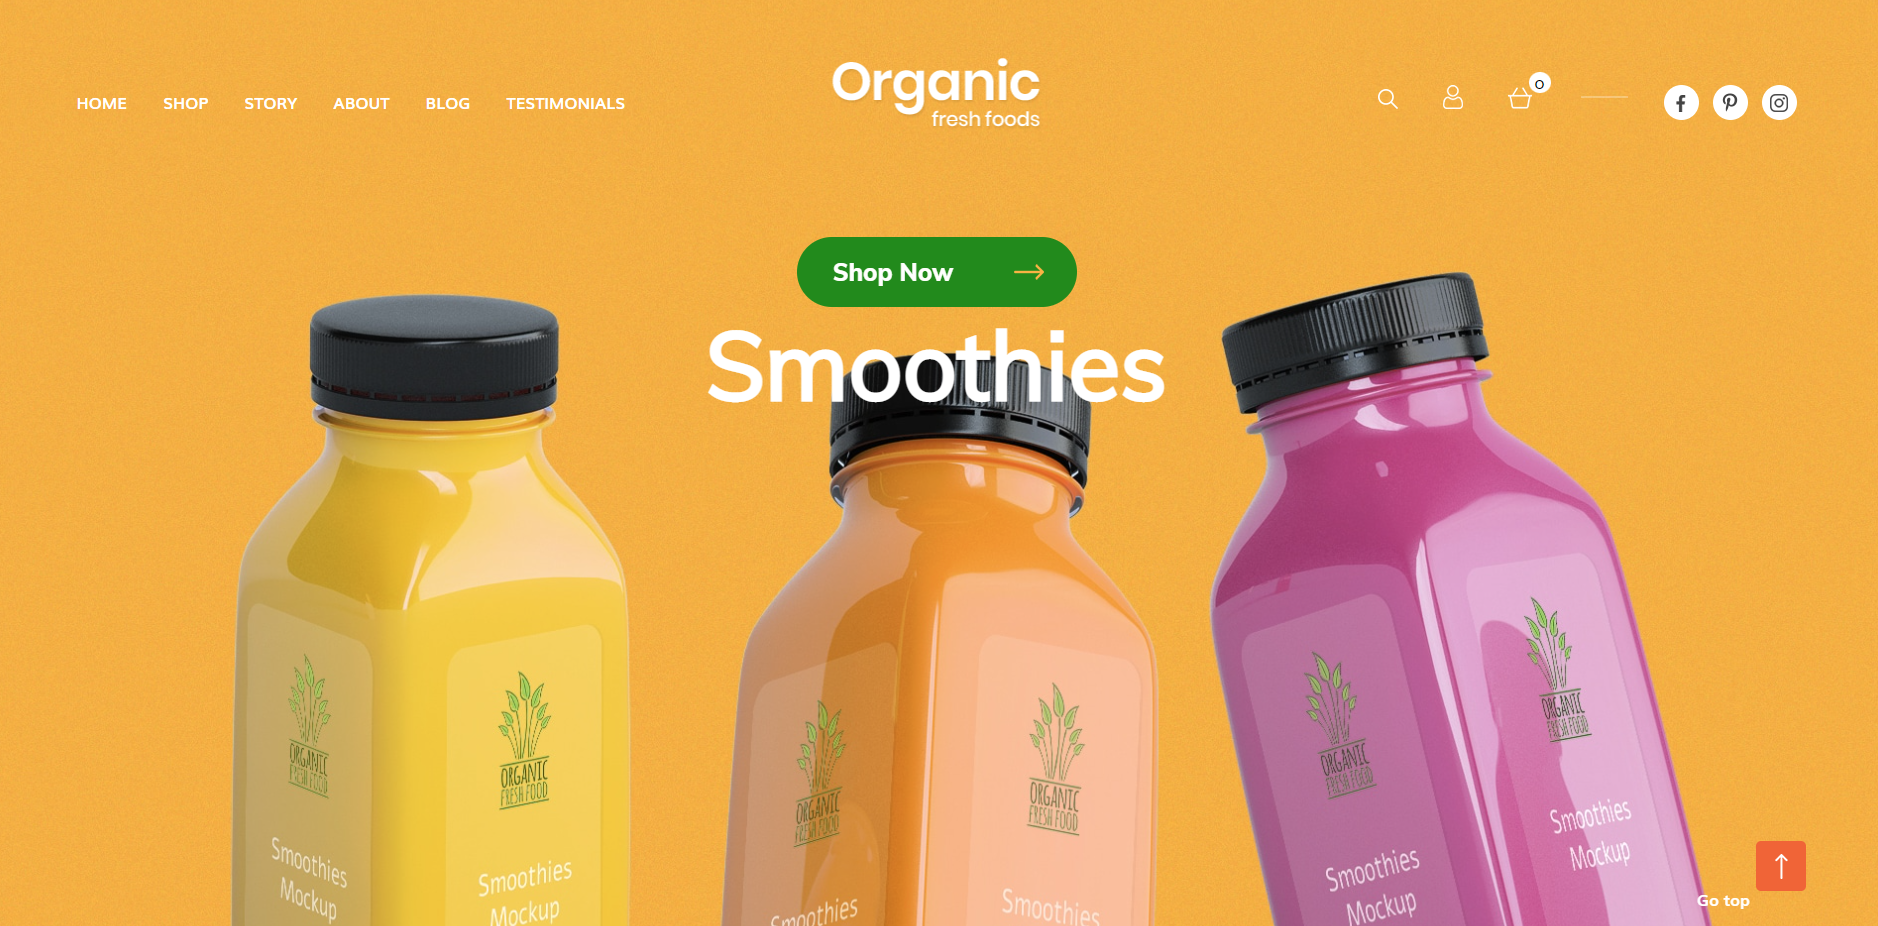 HOME SHOP STORY ABOUT BLOG TESTIMONIALS
Organic
fresh foods
0
Shop Now
Smoothies
ORGANIC
FRESH FOOD
Smoothies
Mockup
ORGANIC
FRESH FOOD
Smoothies
Mockup
ORGANIC
FRESH FOOD
Smoothies
ORGANIC
FRESH FOOD
Smoothies
ORGANIC
FRESH FOOD
Smoothies
Mockup
ORGANIC
FRESH FOOD
Smoothies
Mockup
Go top